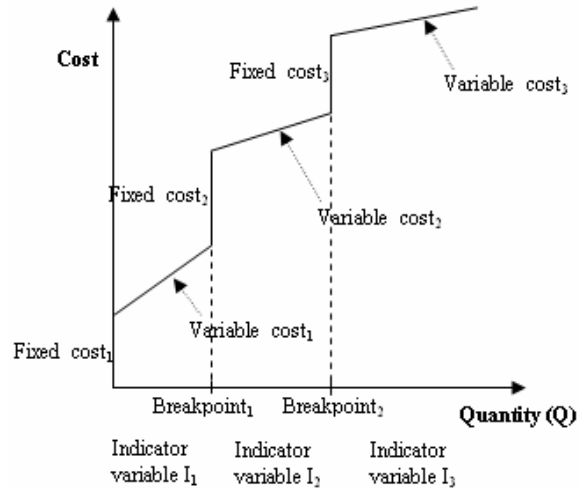 Cost
Fixed cost₃
Variable cost₃
Fixed cost₂
Variable cost₂
Variable cost₁
Fixed cost₁
Breakpoint₁
Breakpoint₂
Quantity (Q)
Indicator
variable I₁
Indicator
variable I₂
Indicator
variable I₃